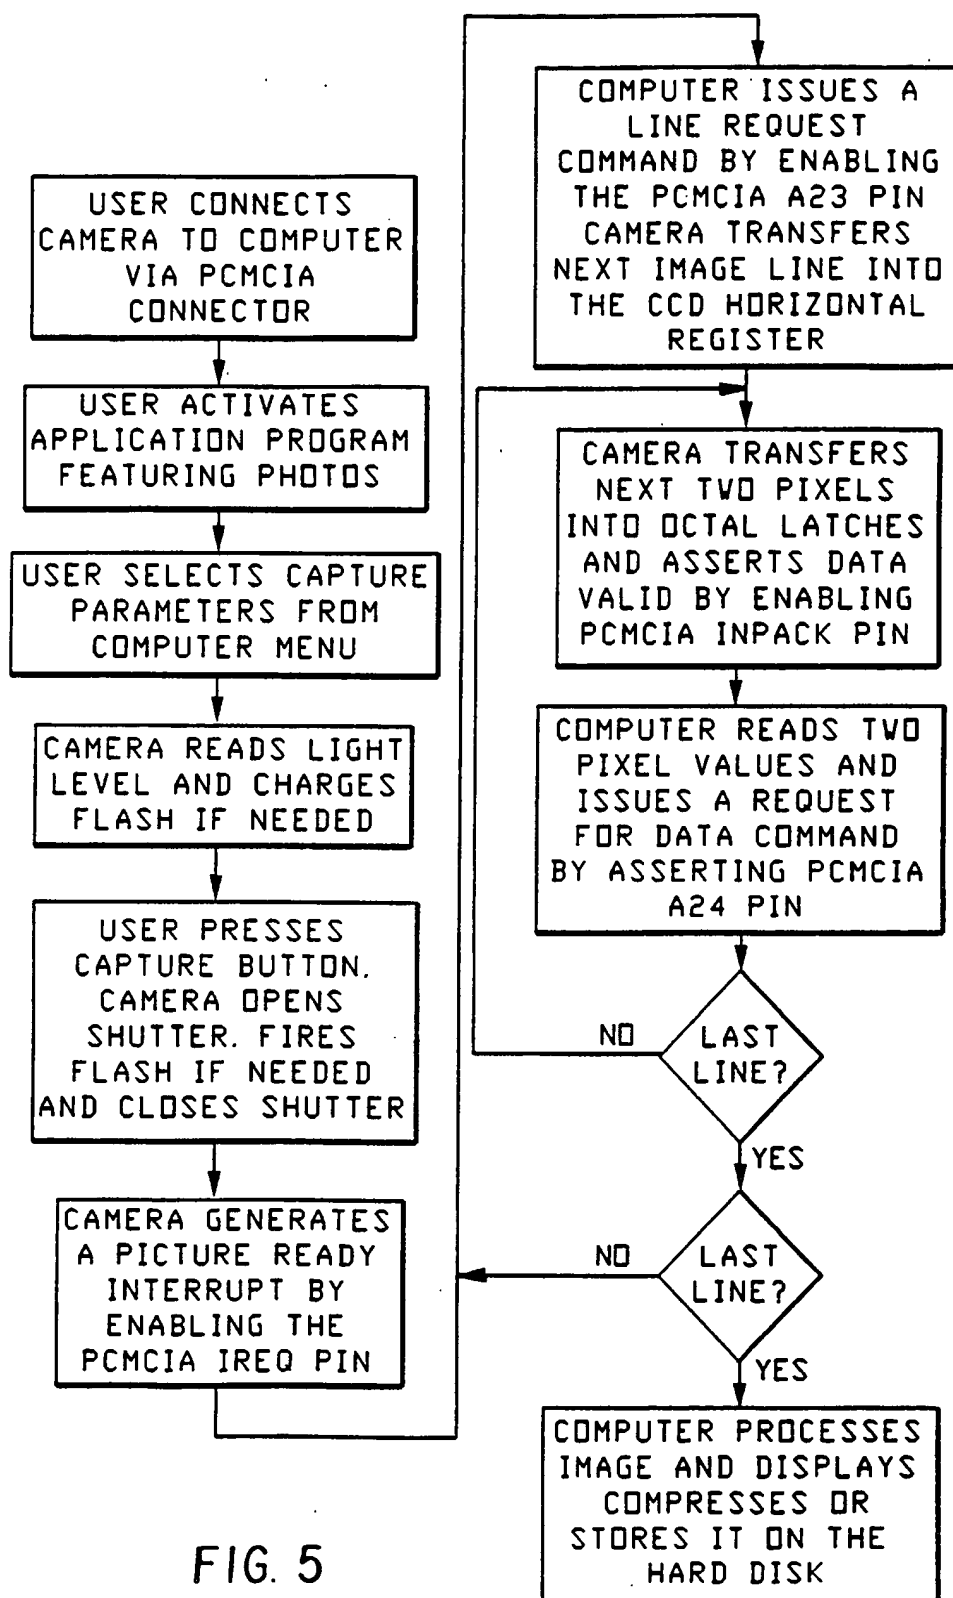 USER CONNECTS
CAMERA TO COMPUTER
VIA PCMCIA
CONNECTOR
USER ACTIVATES
APPLICATION PROGRAM
FEATURING PHOTOS
USER SELECTS CAPTURE
PARAMETERS FROM
COMPUTER MENU
CAMERA READS LIGHT
LEVEL AND CHARGES
FLASH IF NEEDED
USER PRESSES
CAPTURE BUTTON.
CAMERA OPENS
SHUTTER. FIRES
FLASH IF NEEDED
AND CLOSES SHUTTER
CAMERA GENERATES
A PICTURE READY
INTERRUPT BY
ENABLING THE
PCMCIA IREQ PIN
COMPUTER ISSUES A
LINE REQUEST
COMMAND BY ENABLING
THE PCMCIA A23 PIN
CAMERA TRANSFERS
NEXT IMAGE LINE INTO
THE CCD HORIZONTAL
REGISTER
CAMERA TRANSFERS
NEXT TWO PIXELS
INTO OCTAL LATCHES
AND ASSERTS DATA
VALID BY ENABLING
PCMCIA INPACK PIN
COMPUTER READS TWO
PIXEL VALUES AND
ISSUES A REQUEST
FOR DATA COMMAND
BY ASSERTING PCMCIA
A24 PIN
NO
LAST
LINE?
YES
NO
LAST
LINE?
YES
COMPUTER PROCESSES
IMAGE AND DISPLAYS
COMPRESSES OR
STORES IT ON THE
HARD DISK
FIG. 5